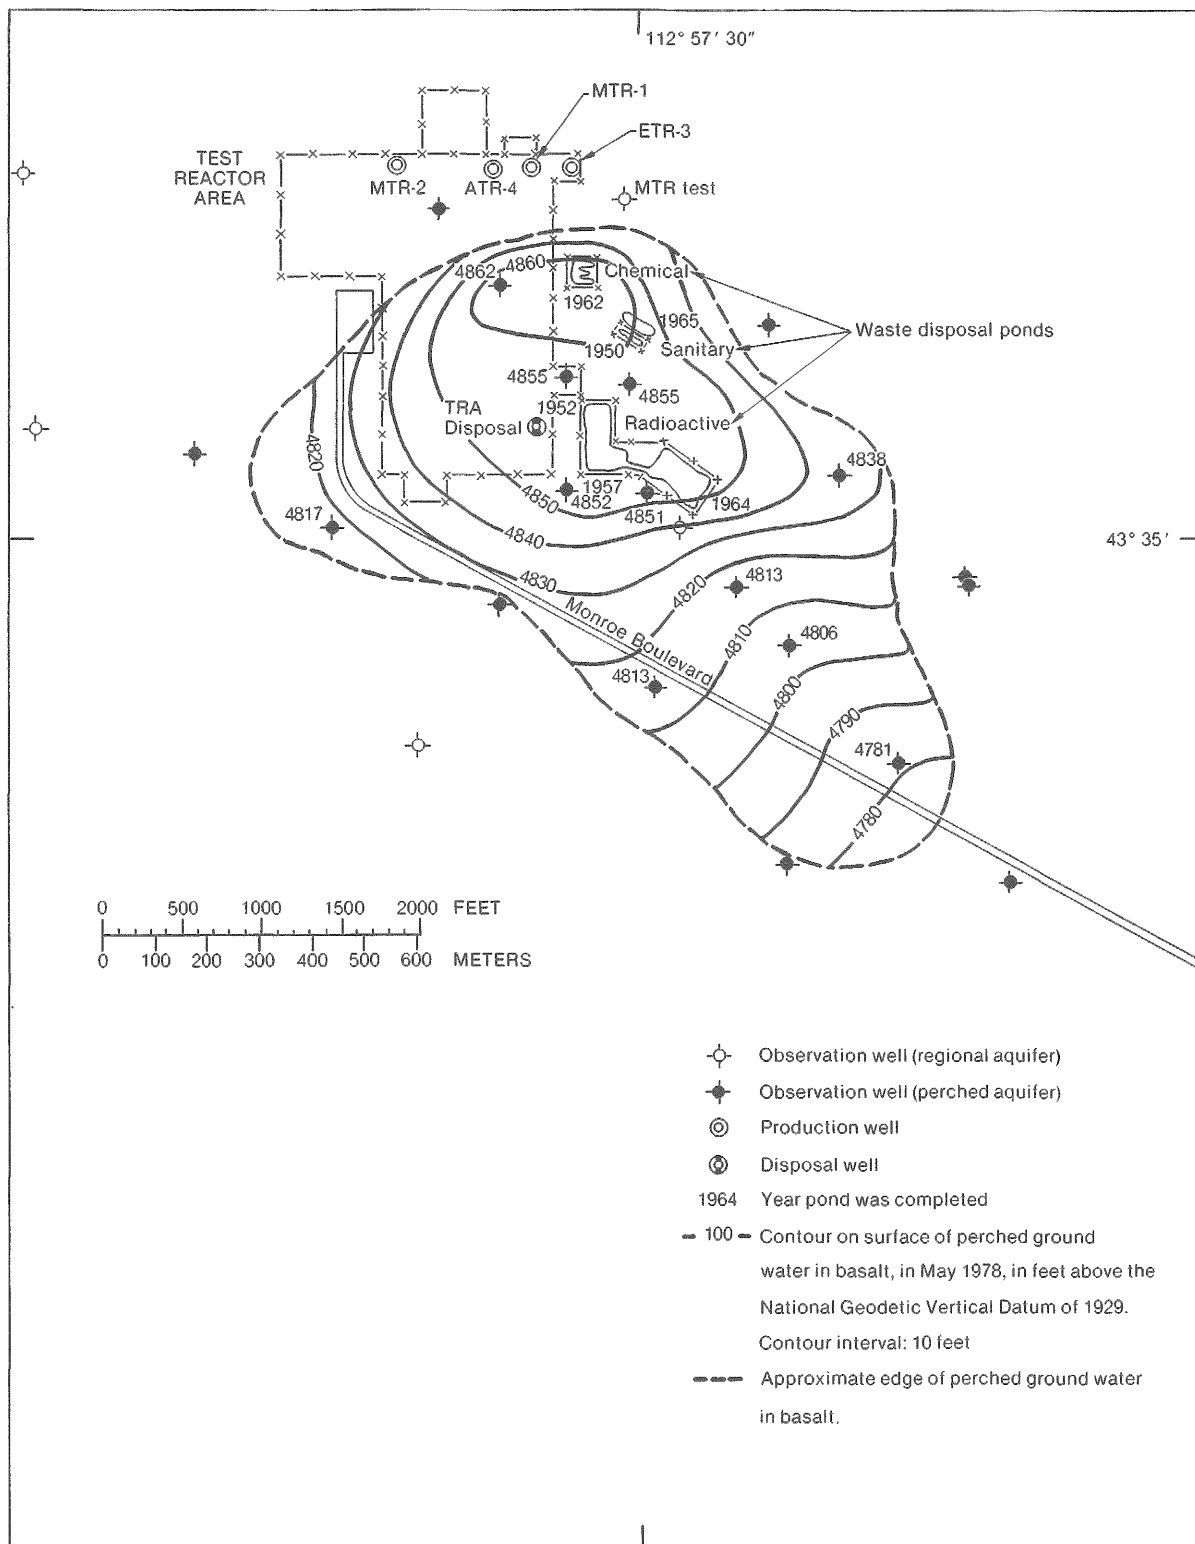 112° 57′ 30″
MTR-1
ETR-3
TEST
REACTOR
AREA
MTR-2
ATR-4
MTR test
4862
4860
Chemical
1962
1965
Waste disposal ponds
1950
Sanitary
4855
4855
TRA
Disposal
1952
Radioactive
4820
4838
1957
4850
4852
4851
1964
4817
4840
43° 35′
4830
4820
4813
Monroe Boulevard
4810
4806
4813
4800
4790
4781
4780
0 500 1000 1500 2000 FEET
0 100 200 300 400 500 600 METERS
Observation well (regional aquifer)
Observation well (perched aquifer)
Production well
Disposal well
1964 Year pond was completed
100 Contour on surface of perched ground
water in basalt, in May 1978, in feet above the
National Geodetic Vertical Datum of 1929.
Contour interval: 10 feet
Approximate edge of perched ground water
in basalt.